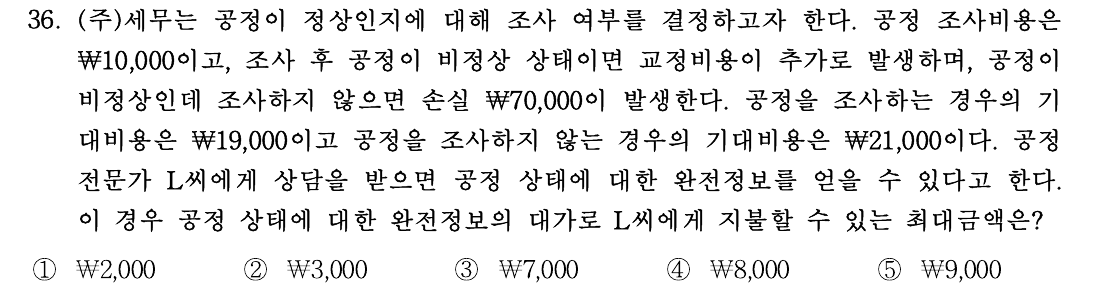 36. (주)세무는 공정이 정상인지에 대해 조사 여부를 결정하고자 한다. 공정 조사비용은
₩10,000이고, 조사 후 공정이 비정상 상태이면 교정비용이 추가로 발생하며, 공정이
비정상인데 조사하지 않으면 손실 ₩70,000이 발생한다. 공정을 조사하는 경우의 기
대비용은 ₩19,000이고 공정을 조사하지 않는 경우의 기대비용은 ₩21,000이다. 공정
전문가 L씨에게 상담을 받으면 공정 상태에 대한 완전정보를 얻을 수 있다고 한다.
이 경우 공정 상태에 대한 완전정보의 대가로 L씨에게 지불할 수 있는 최대금액은?
① ₩2,000 ② ₩3,000 ③ ₩7,000 ④ ₩8,000 ⑤ ₩9,000